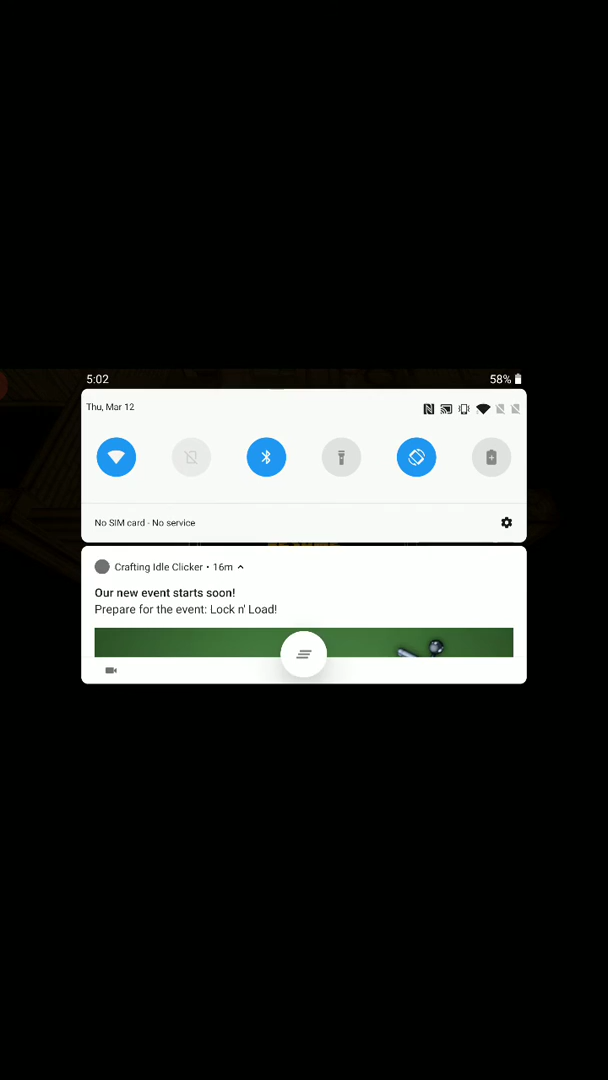 5:02
58%
Thu, Mar 12
No SIM card - No service
Crafting Idle Clicker • 16m
Our new event starts soon!
Prepare for the event: Lock n' Load!